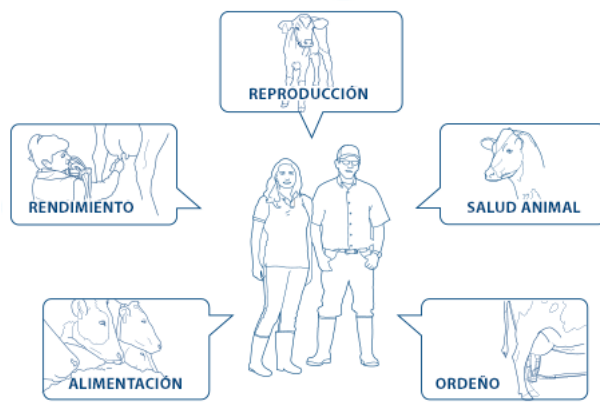 REPRODUCCIÓN
RENDIMIENTO
SALUD ANIMAL
ALIMENTACIÓN
ORDEÑO